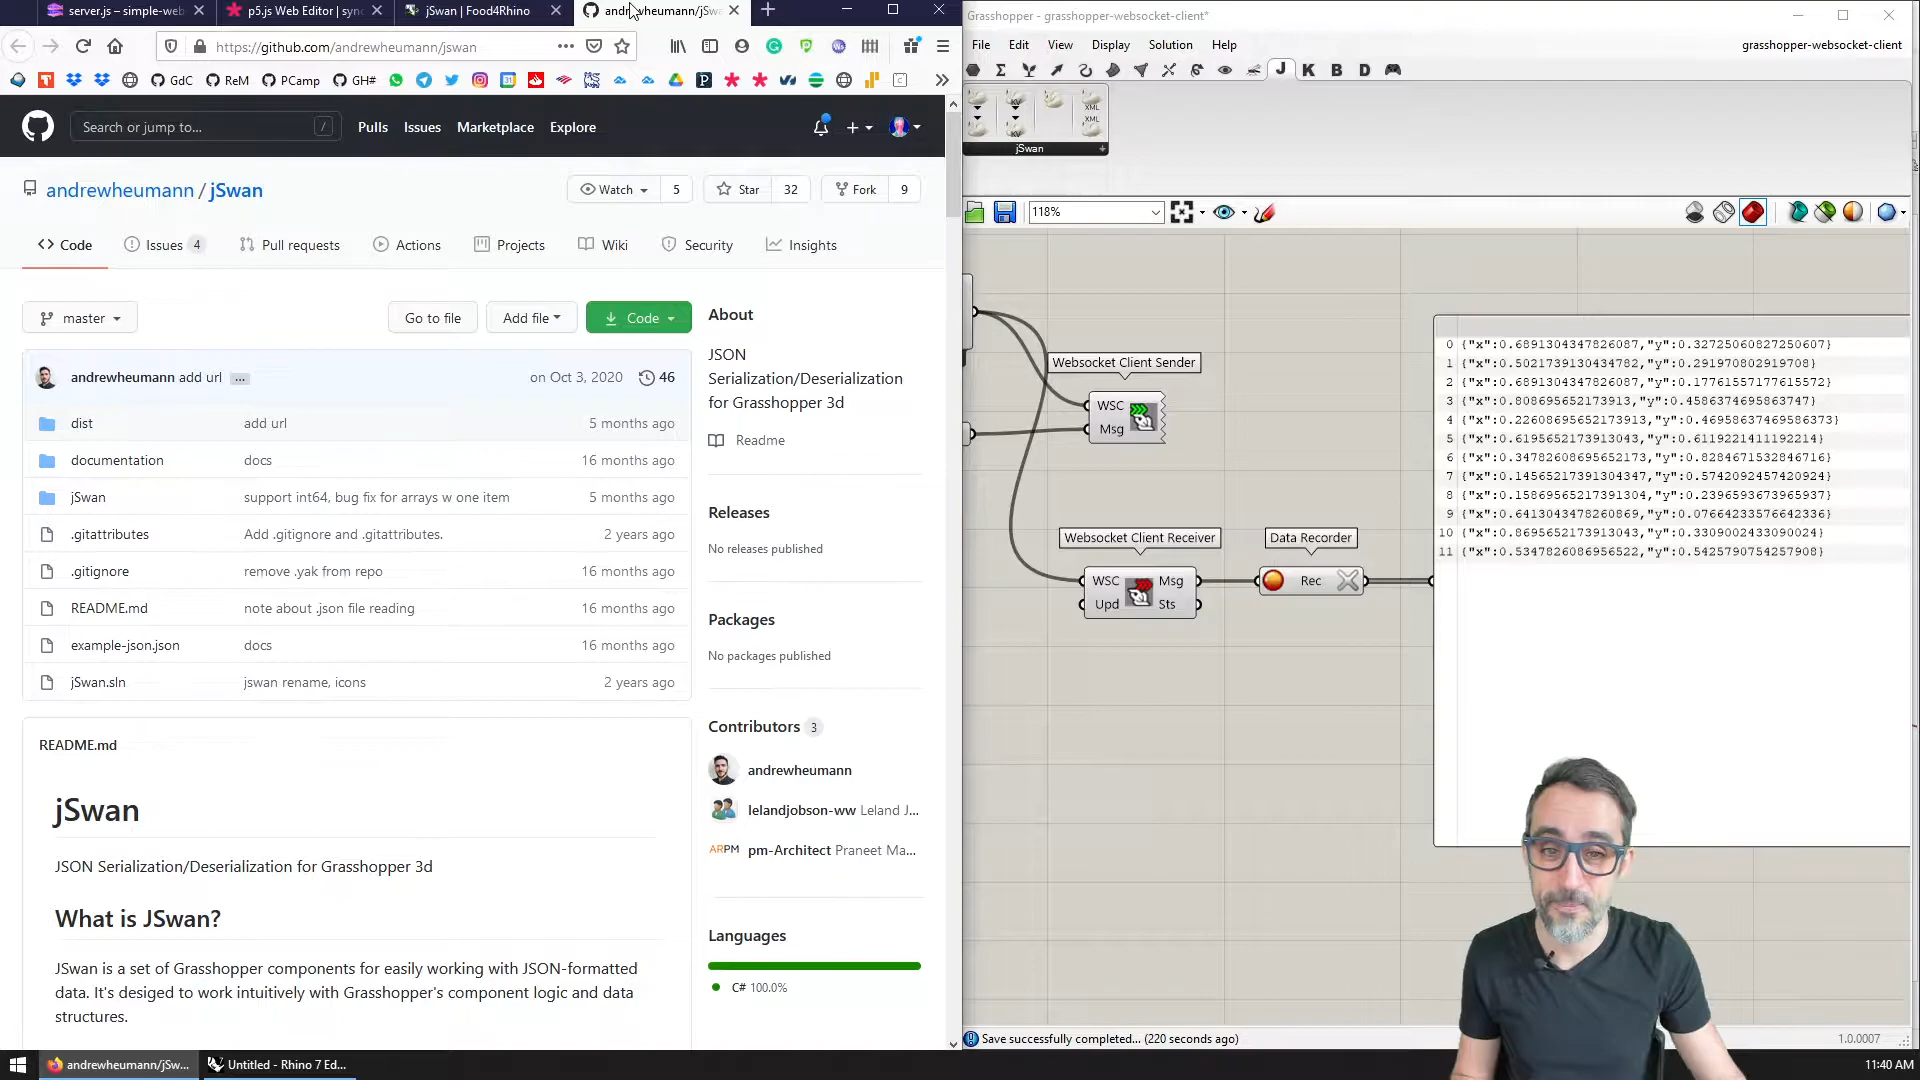 server.js – simple-web
p5.js Web Editor | sync
jSwan | Food4Rhino
andrewheumann/jSwa
https://github.com/andrewheumann/jswan
GdC
ReM
PCamp
GH#
Search or jump to...
/
Pulls
Issues
Marketplace
Explore
andrewheumann / jSwan
Watch
5
Star
32
Fork
9
Code
Issues 4
Pull requests
Actions
Projects
Wiki
Security
Insights
master
Go to file
Add file
Code
andrewheumann add url ...
on Oct 3, 2020
46
dist
add url
5 months ago
documentation
docs
16 months ago
jSwan
support int64, bug fix for arrays w one item
5 months ago
.gitattributes
Add .gitignore and .gitattributes.
2 years ago
.gitignore
remove .yak from repo
16 months ago
README.md
note about .json file reading
16 months ago
example-json.json
docs
16 months ago
jSwan.sln
jswan rename, icons
2 years ago
README.md
jSwan
JSON Serialization/Deserialization for Grasshopper 3d
What is JSwan?
JSwan is a set of Grasshopper components for easily working with JSON-formatted
data. It's desiged to work intuitively with Grasshopper's component logic and data
structures.
About
JSON
Serialization/Deserialization
for Grasshopper 3d
Readme
Releases
No releases published
Packages
No packages published
Contributors 3
andrewheumann
lelandjobson-ww Leland J...
ARPM
pm-Architect Praneet Ma...
Languages
C# 100.0%
Grasshopper - grasshopper-websocket-client*
File
Edit
View
Display
Solution
Help
grasshopper-websocket-client
J
K
B
D
KV
KV
XML
XML
jSwan
118%
Websocket Client Sender
WSC
Msg
Websocket Client Receiver
WSC
Msg
Upd
Sts
Data Recorder
Rec
0 {"x":0.6891304347826087,"y":0.32725060827250607}
1 {"x":0.5021739130434782,"y":0.2919708029197080}
2 {"x":0.6891304347826087,"y":0.17761557177615572}
3 {"x":0.808695652173913,"y":0.4586374695863747}
4 {"x":0.22608695652173913,"y":0.46958637469586373}
5 {"x":0.6195652173913043,"y":0.6119221411192214}
6 {"x":0.34782608695652173,"y":0.8284671532846716}
7 {"x":0.14565217391304347,"y":0.5742092457420924}
8 {"x":0.15869565217391304,"y":0.2396593673965937}
9 {"x":0.6413043478260869,"y":0.07664233576642336}
10 {"x":0.8695652173913043,"y":0.3309002433090024}
11 {"x":0.5347826086956522,"y":0.5425790754257908}
Save successfully completed... (220 seconds ago)
1.0.0007
andrewheumann/jSw...
Untitled - Rhino 7 Ed...
11:40 AM